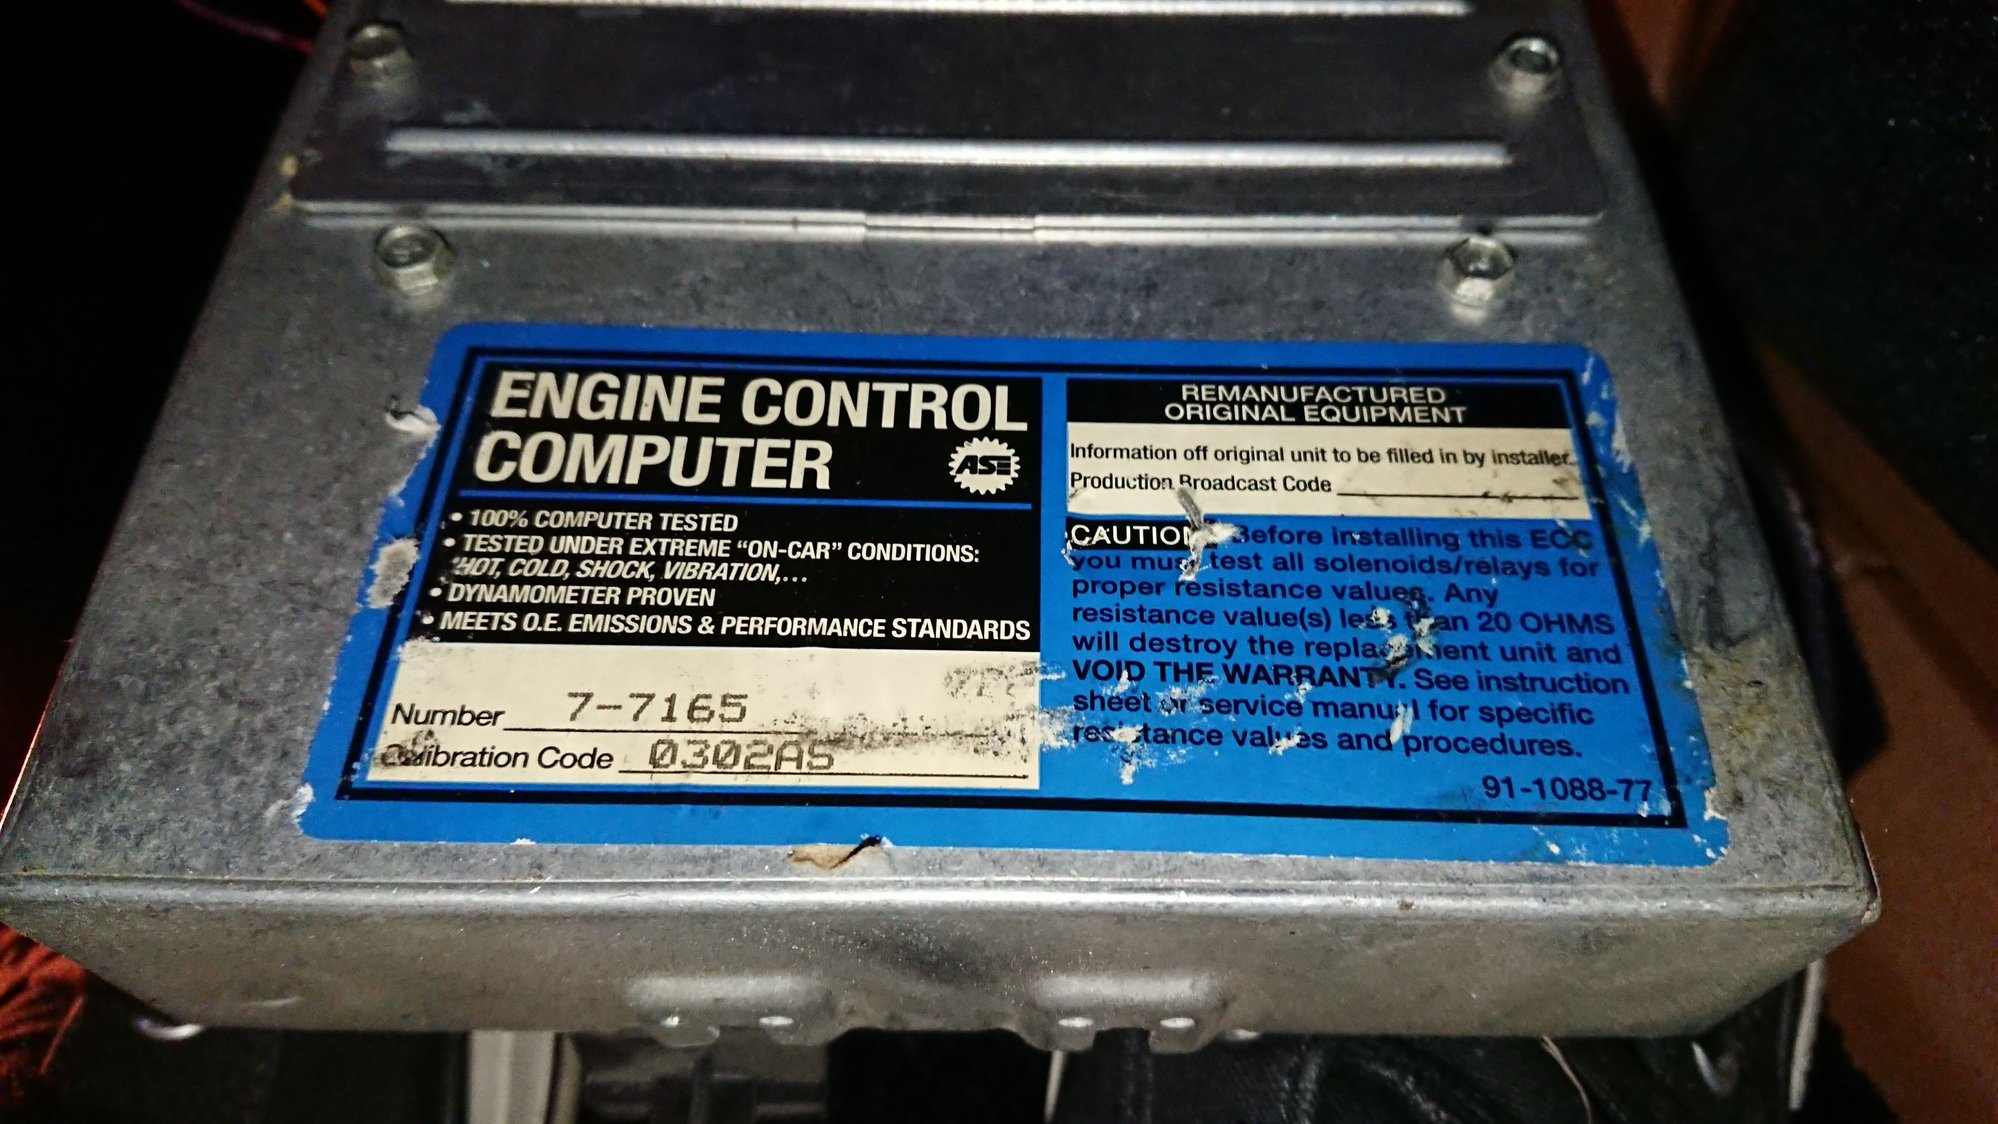 ENGINE CONTROL
COMPUTER
ASE
• 100% COMPUTER TESTED
• TESTED UNDER EXTREME “ON-CAR” CONDITIONS:
HOT, COLD, SHOCK, VIBRATION,...
• DYNAMOMETER PROVEN
• MEETS O.E. EMISSIONS & PERFORMANCE STANDARDS
Number 7-7165
Calibration Code 0302AS
REMANUFACTURED
ORIGINAL EQUIPMENT
Information off original unit to be filled in by installer.
Production Broadcast Code
CAUTION: Before installing this ECC
you must test all solenoids/relays for
proper resistance values. Any
resistance value(s) less than 20 OHMS
will destroy the replacement unit and
VOID THE WARRANTY. See instruction
sheet or service manual for specific
resistance values and procedures.
91-1088-77